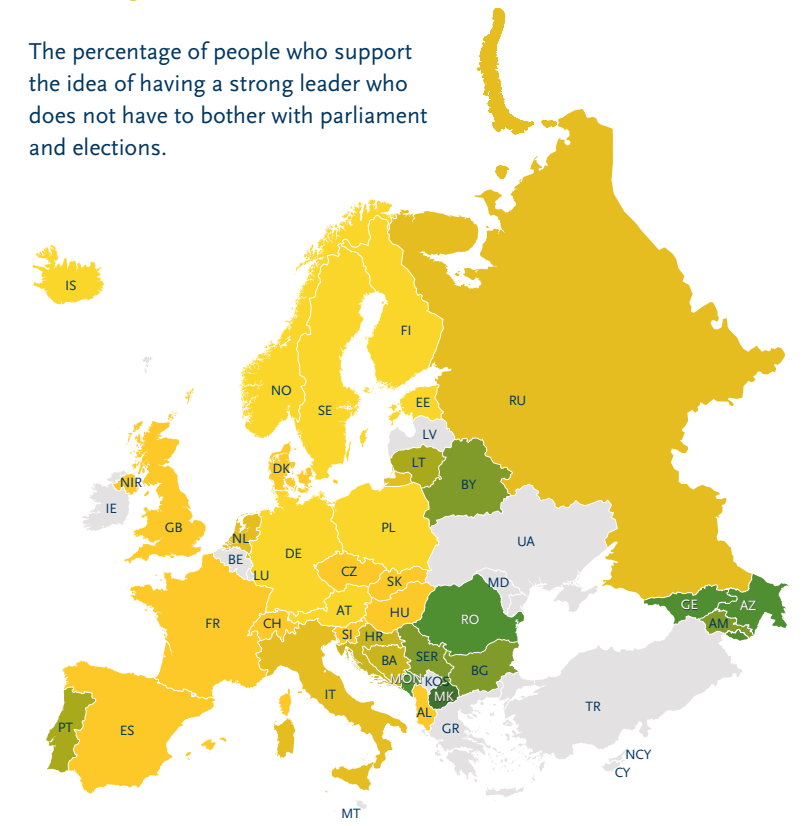 The percentage of people who support
the idea of having a strong leader who
does not have to bother with parliament
and elections.
IS
FI
NO
SE
EE
RU
LV
DK
LT
BY
NIR
IE
GB
NL
PL
UA
BE
DE
LU
CZ
SK
MD
AT
HU
RO
GE
AZ
FR
CH
AM
SI
HR
SER
BA
BG
MON
KOS
IT
MK
TR
PT
ES
AL
GR
NCY
CY
MT